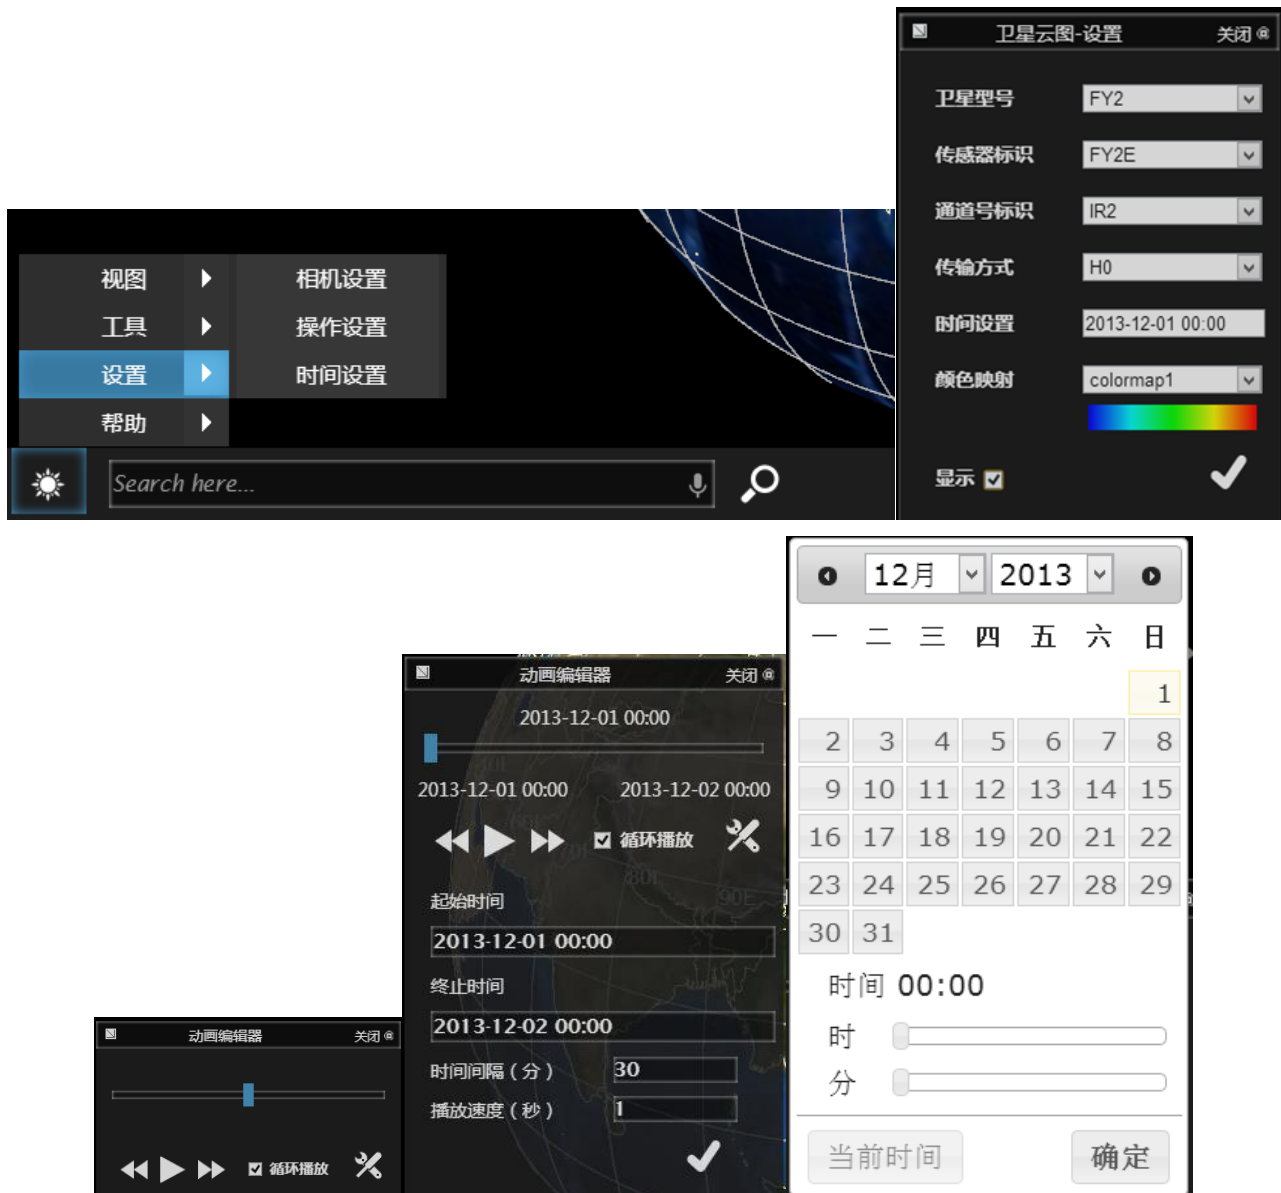 卫星云图-设置 关闭
卫星型号 FY2
传感器标识 FY2E
通道号标识 IR2
传输方式 H0
时间设置 2013-12-01 00:00
颜色映射 colormap1
显示
视图 相机设置
工具 操作设置
设置 时间设置
帮助
Search here...
动画编辑器 关闭
循环播放
动画编辑器 关闭
2013-12-01 00:00
2013-12-01 00:00 2013-12-02 00:00
循环播放
起始时间
2013-12-01 00:00
终止时间
2013-12-02 00:00
时间间隔（分） 30
播放速度（秒） 1
80E
90E
12月 2013
一 二 三 四 五 六 日
1
2 3 4 5 6 7 8
9 10 11 12 13 14 15
16 17 18 19 20 21 22
23 24 25 26 27 28 29
30 31
时间 00:00
时
分
当前时间 确定